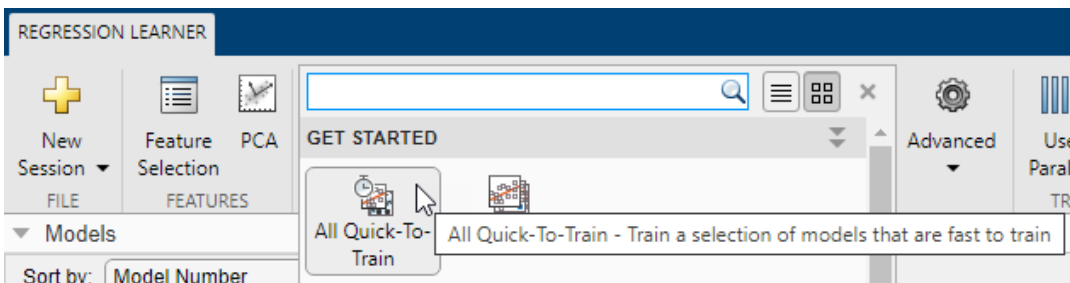 REGRESSION LEARNER
New
Session
FILE
Feature
Selection
PCA
FEATURES
GET STARTED
All Quick-To-
Train
All Quick-To-Train - Train a selection of models that are fast to train
Advanced
Models
Sort by: Model Number